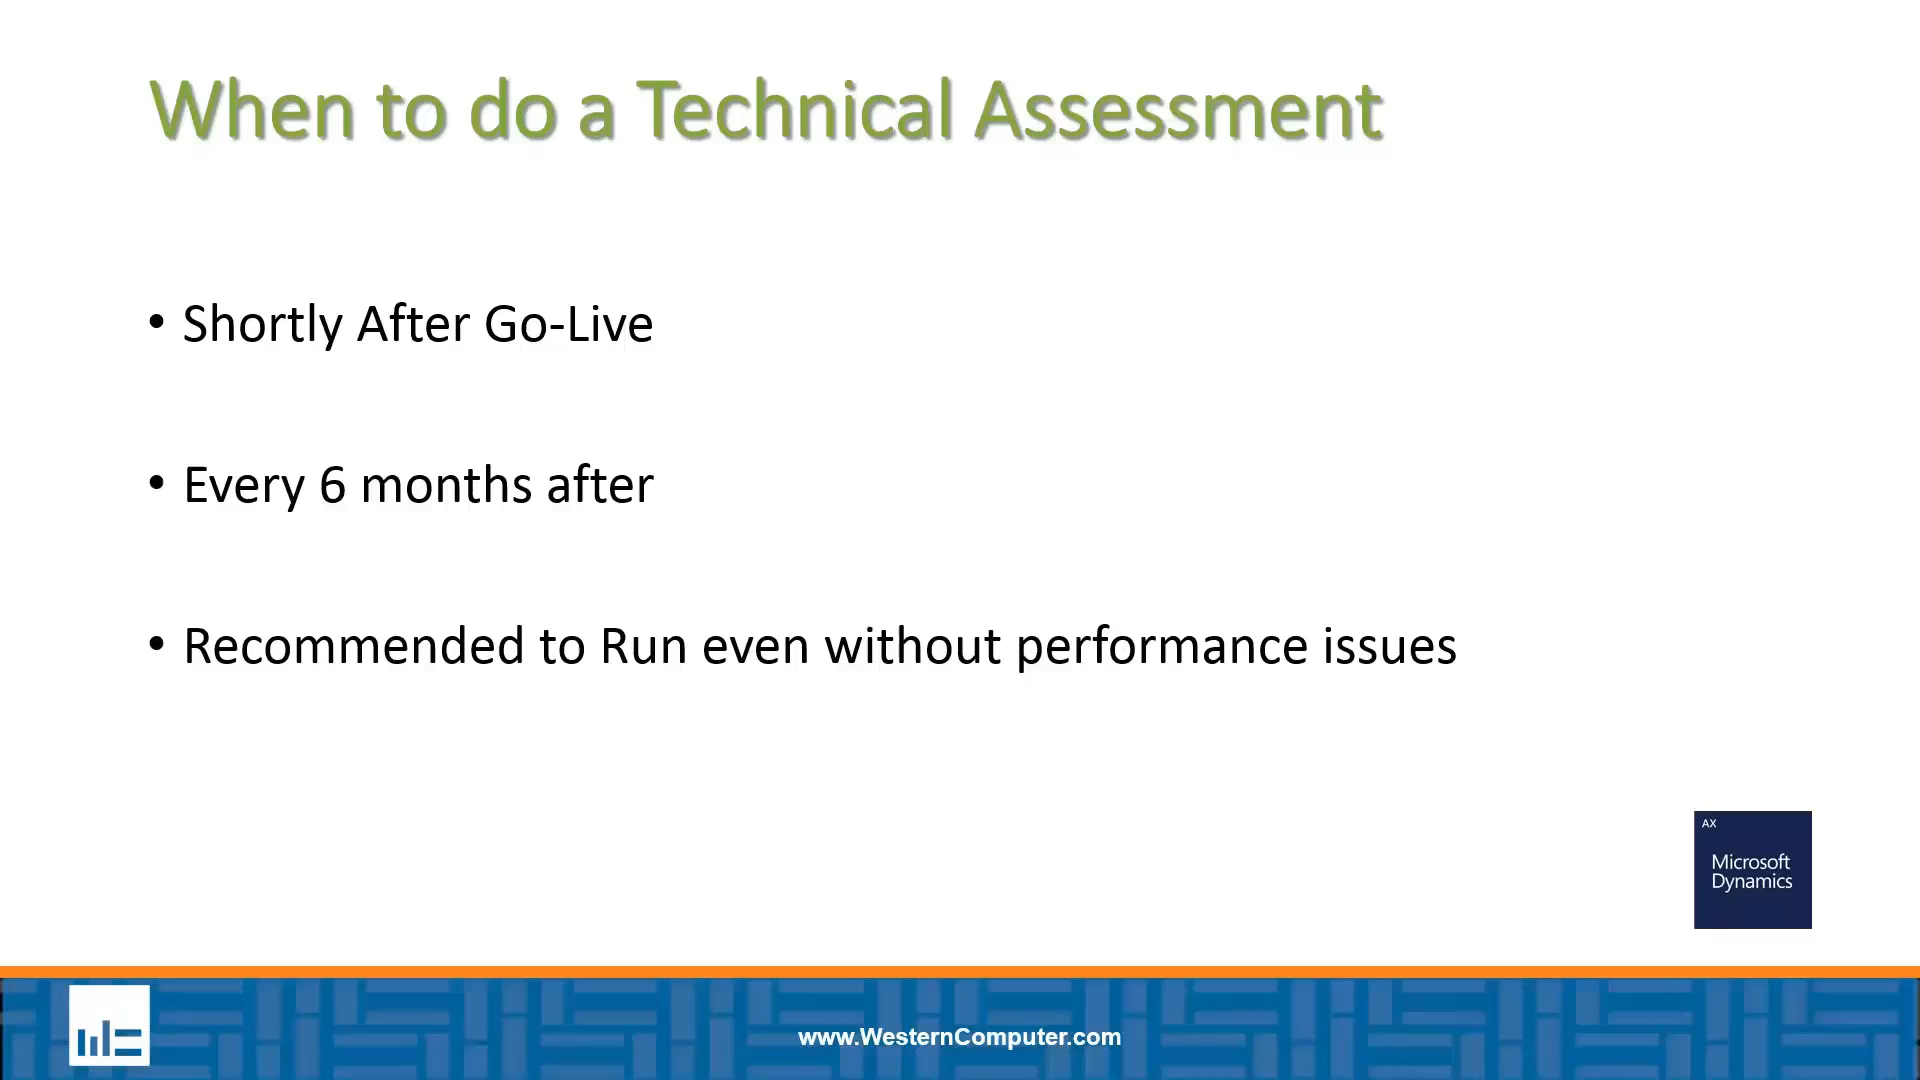 When to do a Technical Assessment
• Shortly After Go-Live
• Every 6 months after
• Recommended to Run even without performance issues
AX
Microsoft
Dynamics
www.WesternComputer.com